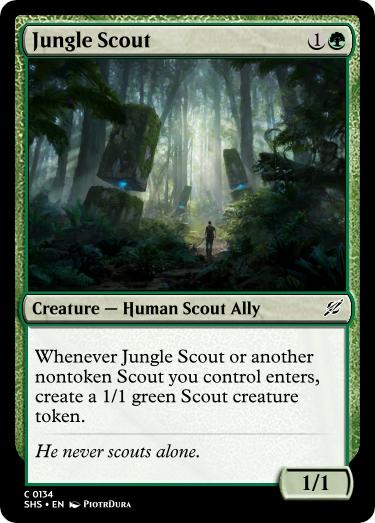 Jungle Scout 1
Creature — Human Scout Ally
Whenever Jungle Scout or another
nontoken Scout you control enters,
create a 1/1 green Scout creature
token.
He never scouts alone.
1/1
C 0134
SHS • EN PiotrDura